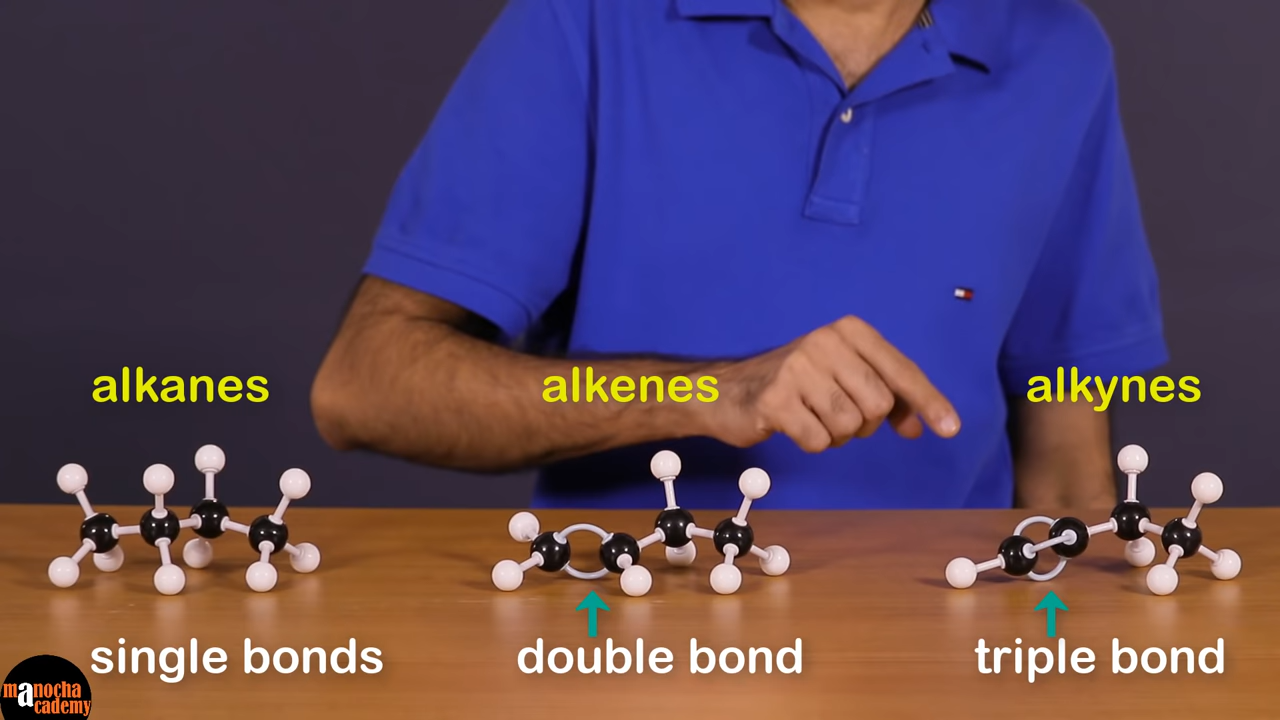 alkanes
alkenes
alkynes
single bonds
double bond
triple bond
manocha
academy